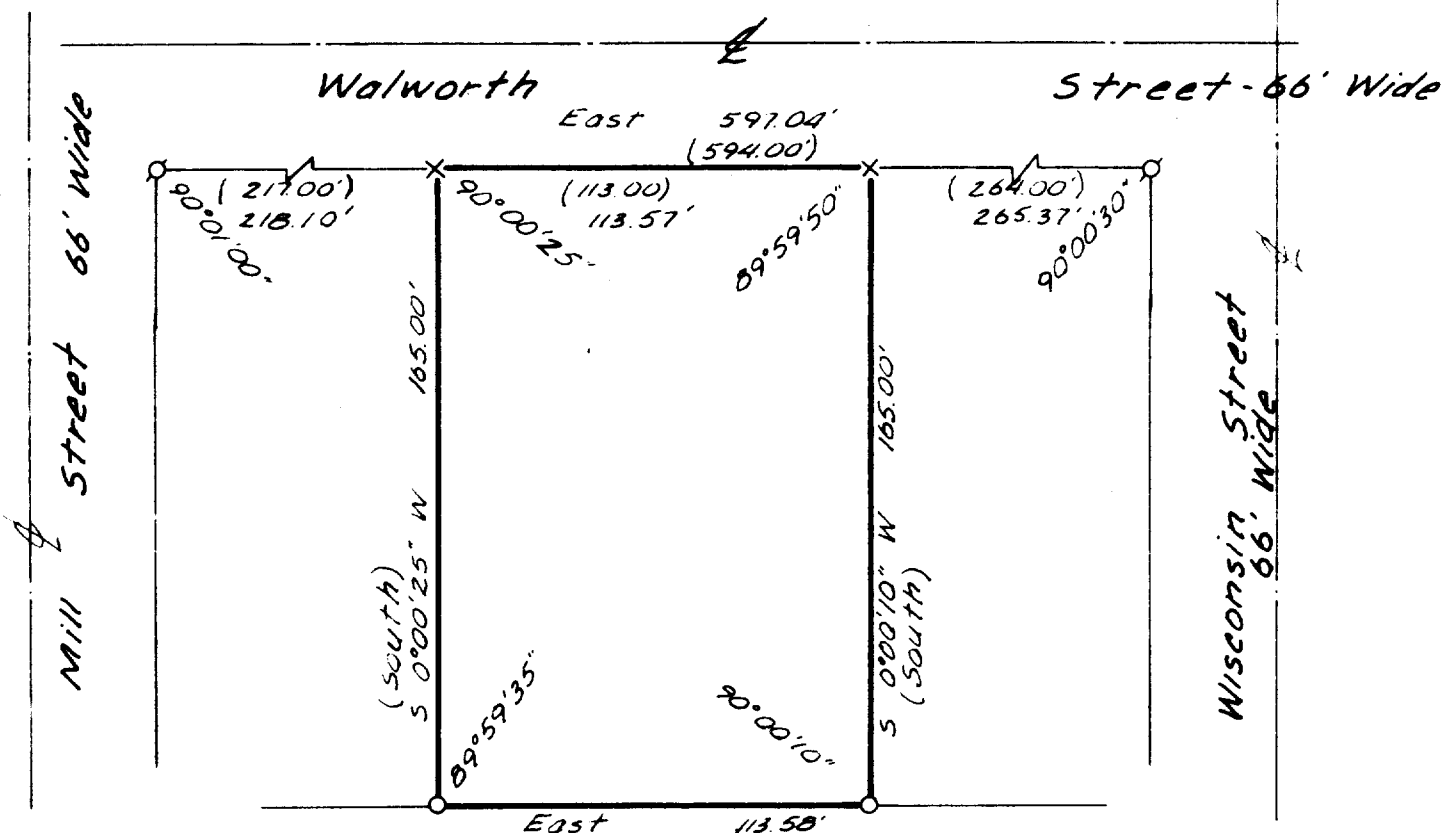 ℄
Walworth Street - 66' Wide
East 597.04'
(594.00')
(217.00')
218.10'
(113.00)
113.57'
(264.00')
265.37'
90°01'00"
90°00'25"
89°59'50"
90°00'30"
Mill ℄ Street 66' Wide
165.00'
S 0°00'25" W
(South)
165.00'
S 0°00'10" W
(South)
Wisconsin Street
66' Wide
℄
89°59'35"
90°00'10"
East 113.58'